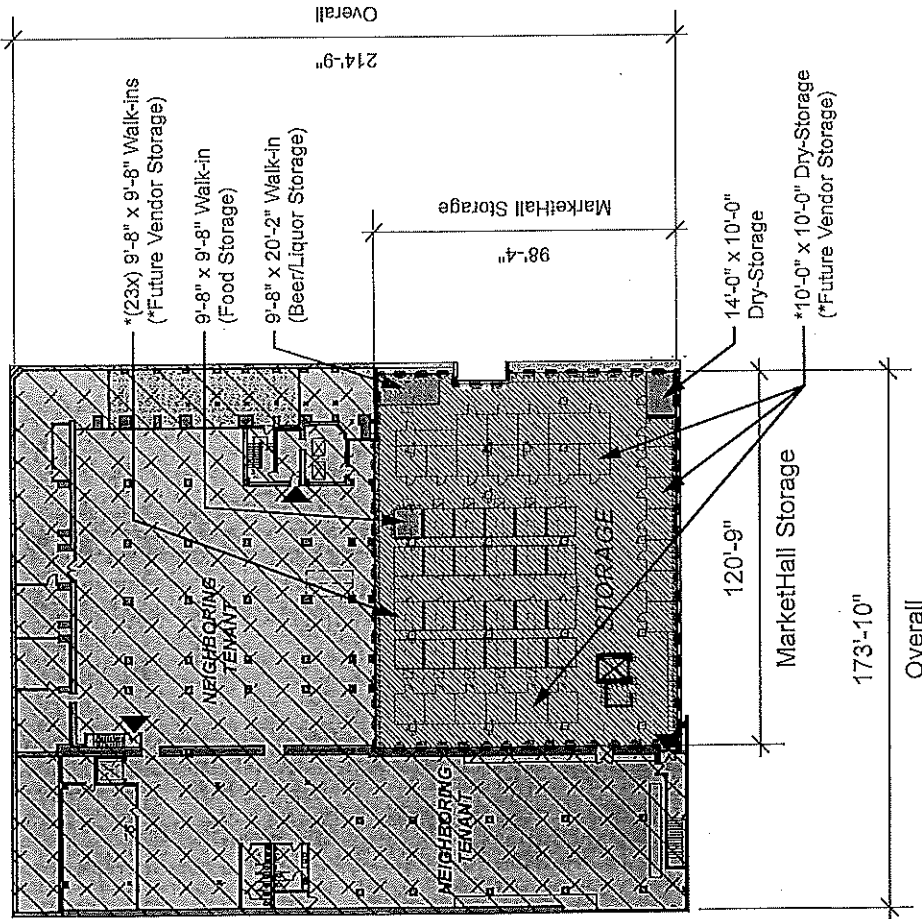 Overall
214'-9"
*(23x) 9'-8" x 9'-8" Walk-ins
(*Future Vendor Storage)
9'-8" x 9'-8" Walk-in
(Food Storage)
9'-8" x 20'-2" Walk-in
(Beer/Liquor Storage)
MarketHall Storage
98'-4"
NEIGHBORING
TENANT
STORAGE
NEIGHBORING
TENANT
14'-0" x 10'-0"
Dry-Storage
*10'-0" x 10'-0" Dry-Storage
(*Future Vendor Storage)
120'-9"
MarketHall Storage
173'-10"
Overall